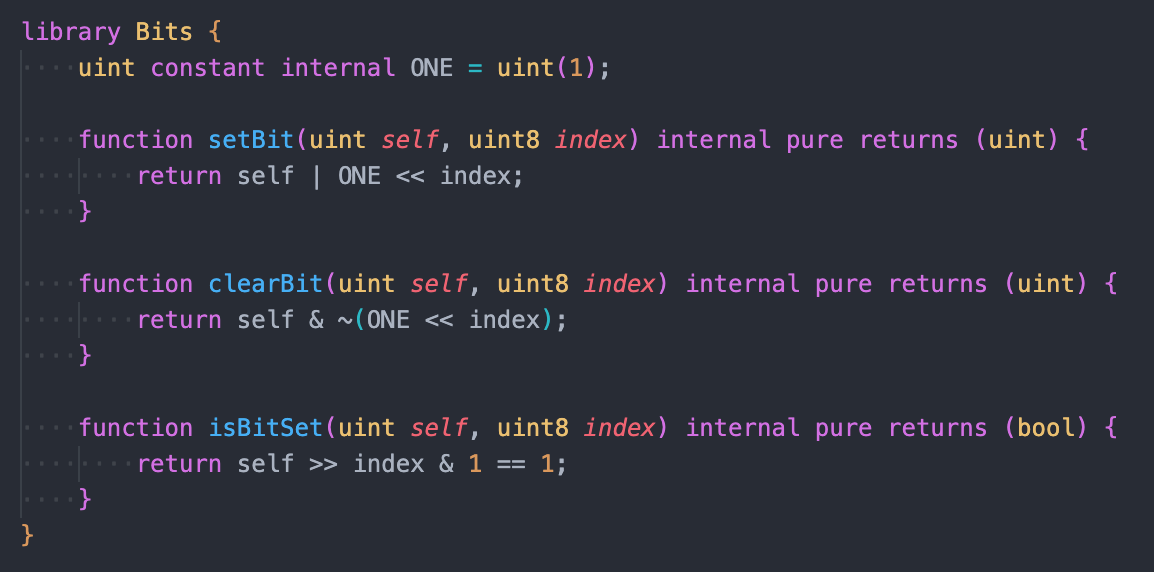 library Bits {
    uint constant internal ONE = uint(1);

    function setBit(uint self, uint8 index) internal pure returns (uint) {
        return self | ONE << index;
    }

    function clearBit(uint self, uint8 index) internal pure returns (uint) {
        return self & ~(ONE << index);
    }

    function isBitSet(uint self, uint8 index) internal pure returns (bool) {
        return self >> index & 1 == 1;
    }
}